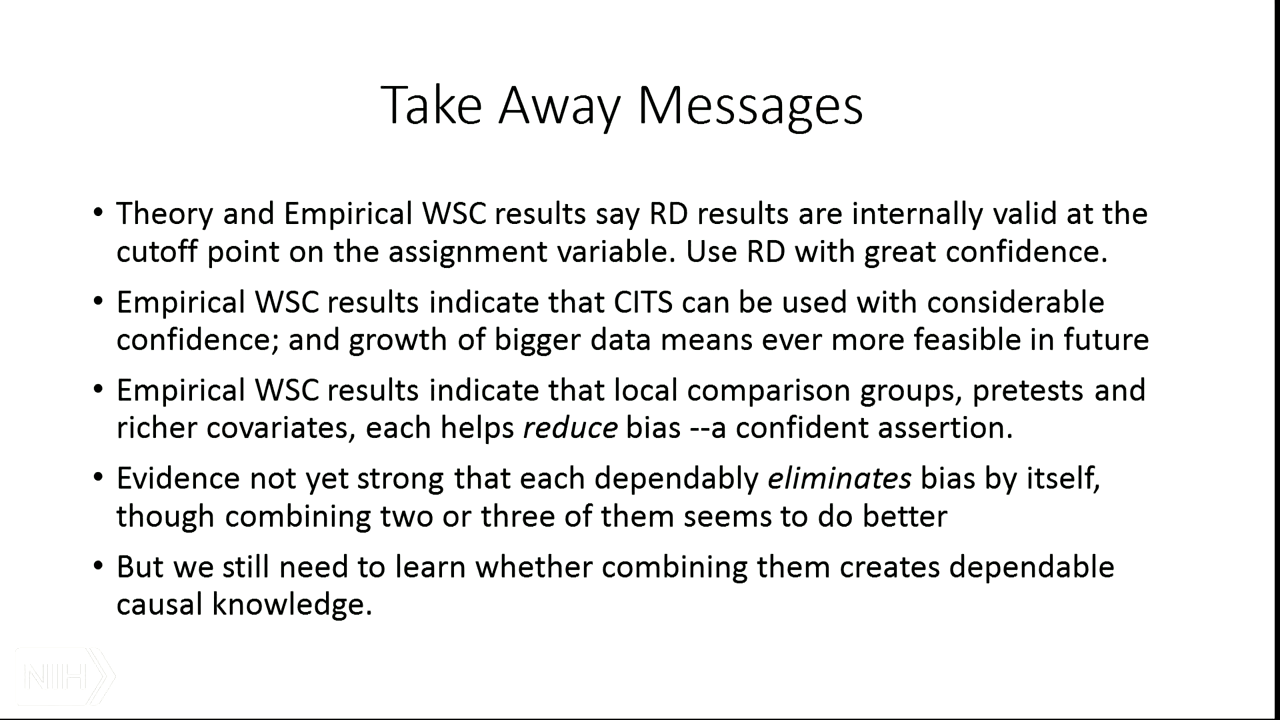 Take Away Messages
• Theory and Empirical WSC results say RD results are internally valid at the
cutoff point on the assignment variable. Use RD with great confidence.
• Empirical WSC results indicate that CITS can be used with considerable
confidence; and growth of bigger data means ever more feasible in future
• Empirical WSC results indicate that local comparison groups, pretests and
richer covariates, each helps reduce bias --a confident assertion.
• Evidence not yet strong that each dependably eliminates bias by itself,
though combining two or three of them seems to do better
• But we still need to learn whether combining them creates dependable
causal knowledge.
NIH